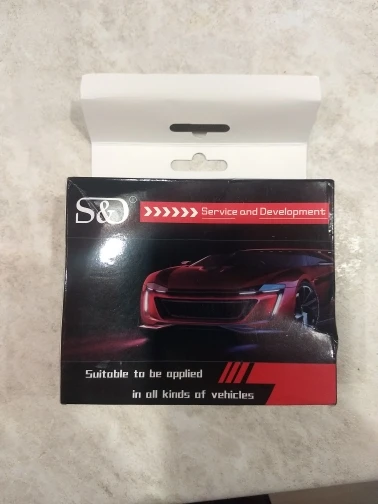 S&D © >>>>>>> Service and Development
Suitable to be applied
in all kinds of vehicles